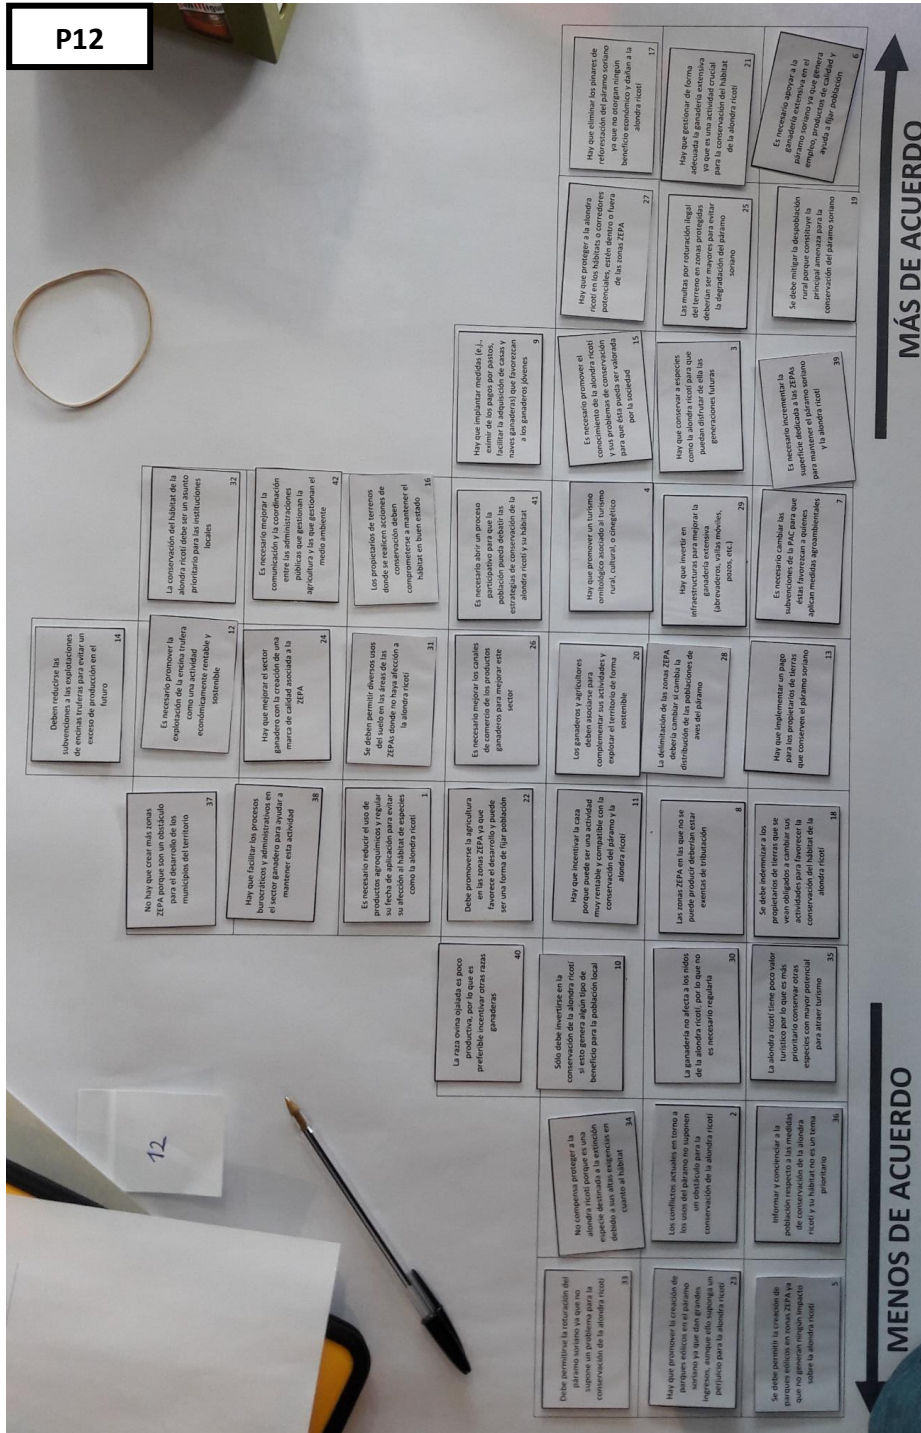 P12
12
Deben reducirse las
subvenciones a las explotaciones
de encinas truferas para evitar un
exceso de producción en el
futuro
14
No hay que crear más zonas
ZEPA porque son un obstáculo
para el desarrollo de los
municipios del territorio
37
Es necesario promover la
explotación de la encina trufera
como una actividad
económicamente rentable y
sostenible
12
La conservación del hábitat de la
alondra ricotí debe ser un asunto
prioritario para las instituciones
locales
32
Hay que facilitar los procesos
burocráticos y administrativos en
el sector ganadero para ayudar a
mantener esta actividad
38
Hay que mejorar el sector
ganadero con la creación de una
marca de calidad asociada a la
ZEPA
24
Es necesario mejorar la
comunicación y la coordinación
entre las administraciones
públicas que gestionan la
agricultura y las que gestionan el
medio ambiente
42
Es necesario reducir el uso de
productos agroquímicos y regular
su fecha de aplicación para evitar
su afección al hábitat de especies
como la alondra ricotí
1
Se deben permitir diversos usos
del suelo en las áreas de las
ZEPAs donde no haya afección a
la alondra ricotí
31
Los propietarios de terrenos
donde se realicen acciones de
conservación deben
comprometerse a mantener el
hábitat en buen estado
16
La raza ovina ojalada es poco
productiva, por lo que es
preferible incentivar otras razas
ganaderas
40
Debe promoverse la agricultura
en las zonas ZEPA ya que
favorece el desarrollo y puede
ser una forma de fijar población
22
Es necesario mejorar los canales
de comercio de los productos
ganaderos para mejorar este
sector
26
Es necesario abrir un proceso
participativo para que la
población pueda debatir las
estrategias de conservación de la
alondra ricotí y su hábitat
41
Hay que implantar medidas (e.j.,
eximir de los pagos por pastos,
facilitar la adquisición de casas y
naves ganaderas) que favorezcan
a los ganaderos jóvenes
9
Debe permitirse la roturación del
páramo soriano ya que no
supone un problema para la
conservación de la alondra ricotí
33
No compensa proteger a la
alondra ricotí porque es una
especie destinada a la extinción
debido a sus altas exigencias en
cuanto al hábitat
34
Sólo debe invertirse en la
conservación de la alondra ricotí
si esto genera algún tipo de
beneficio para la población local
10
Hay que incentivar la caza
porque puede ser una actividad
muy rentable y compatible con la
conservación del páramo y la
alondra ricotí
11
Los ganaderos y agricultores
deben asociarse para
complementar sus actividades y
explotar el territorio de forma
sostenible
20
Hay que promover un turismo
ornitológico asociado al turismo
rural, cultural, o cinegético
4
Es necesario promover el
conocimiento de la alondra ricotí
y sus problemas de conservación
para que ésta pueda ser valorada
por la sociedad
15
Hay que proteger a la alondra
ricotí en los hábitats o corredores
potenciales, estén dentro o fuera
de las zonas ZEPA
27
Hay que eliminar los pinares de
reforestación del páramo soriano
ya que no otorgan ningún
beneficio económico y dañan a la
alondra ricotí
17
Hay que promover la creación de
parques eólicos en el páramo
soriano ya que dan grandes
ingresos, aunque ello suponga un
perjuicio para la alondra ricotí
23
Los conflictos actuales en torno a
los usos del páramo no suponen
un obstáculo para la
conservación de la alondra ricotí
2
La ganadería no afecta a los nidos
de la alondra ricotí, por lo que no
es necesario regularla
30
Las zonas ZEPA en las que no se
puede producir deberían estar
exentas de tributación
8
La delimitación de las zonas ZEPA
debería cambiar si cambia la
distribución de las poblaciones de
aves del páramo
28
Hay que invertir en
infraestructuras para mejorar la
ganadería extensiva
(abrevaderos, vallas móviles,
pozos, etc.)
29
Hay que conservar a especies
como la alondra ricotí para que
puedan disfrutar de ella las
generaciones futuras
3
Las multas por roturación ilegal
del terreno en zonas protegidas
deberían ser mayores para evitar
la degradación del páramo
soriano
25
Hay que gestionar de forma
adecuada la ganadería extensiva
ya que es una actividad crucial
para la conservación del hábitat
de la alondra ricotí
21
Se debe permitir la creación de
parques eólicos en zonas ZEPA ya
que no generan ningún impacto
sobre la alondra ricotí
5
Informar y concienciar a la
población respecto a las medidas
de conservación de la alondra
ricotí y su hábitat no es un tema
prioritario
36
La alondra ricotí tiene poco valor
turístico por lo que es más
prioritario conservar otras
especies con mayor potencial
para atraer turismo
35
Se debe indemnizar a los
propietarios de tierras que se
vean obligados a cambiar sus
actividades para favorecer la
conservación del hábitat de la
alondra ricotí
18
Hay que implementar un pago
para los propietarios de tierras
que conserven el páramo soriano
13
Es necesario cambiar las
subvenciones de la PAC para que
éstas favorezcan a quienes
aplican medidas agroambientales
7
Es necesario incrementar la
superficie dedicada a las ZEPAs
para mantener el páramo soriano
y la alondra ricotí
39
Se debe mitigar la despoblación
rural porque constituye la
principal amenaza para la
conservación del páramo soriano
19
Es necesario apoyar a la
ganadería extensiva en el
páramo soriano ya que genera
empleo, productos de calidad y
ayuda a fijar población
6
MENOS DE ACUERDO
MÁS DE ACUERDO